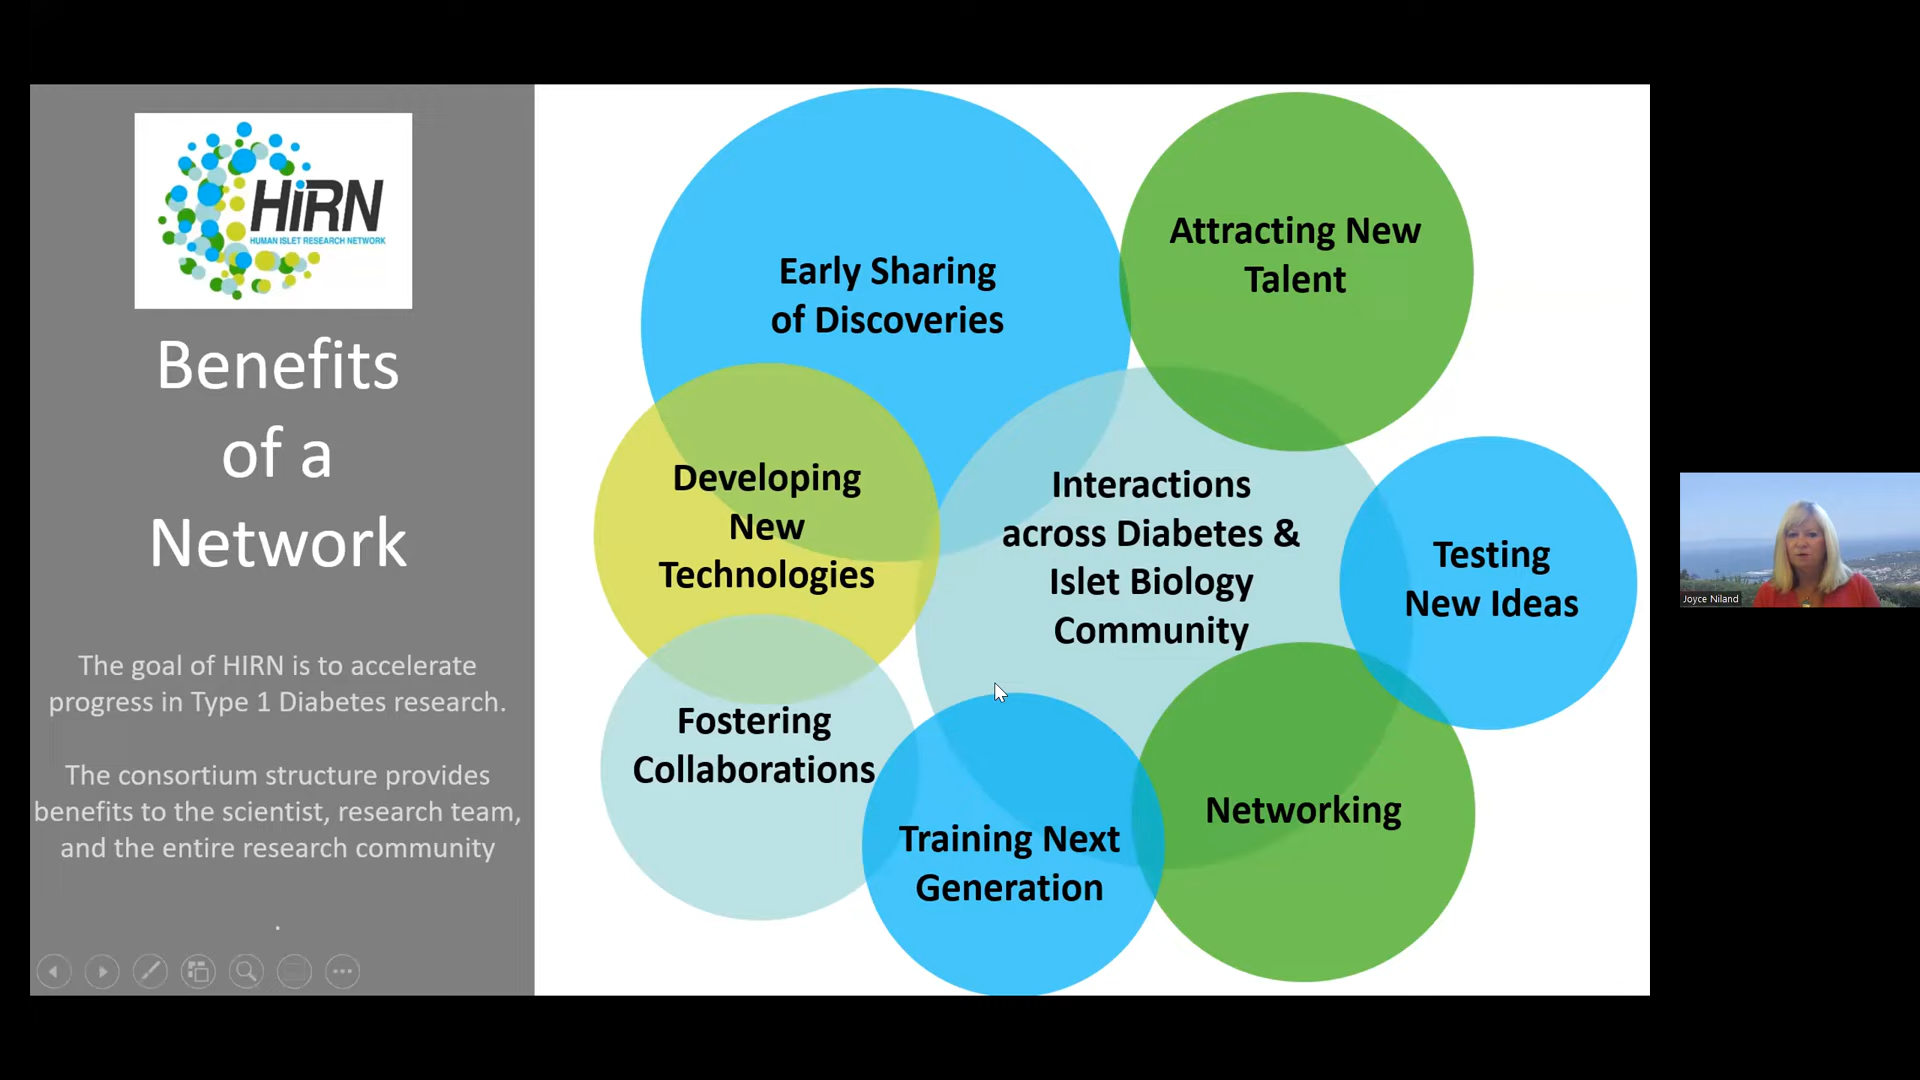 HiRN
HUMAN ISLET RESEARCH NETWORK
Benefits
of a
Network
The goal of HIRN is to accelerate
progress in Type 1 Diabetes research.
The consortium structure provides
benefits to the scientist, research team,
and the entire research community
.
Early Sharing
of Discoveries
Attracting New
Talent
Developing
New
Technologies
Interactions
across Diabetes &
Islet Biology
Community
Testing
New Ideas
Fostering
Collaborations
Training Next
Generation
Networking
Joyce Niland